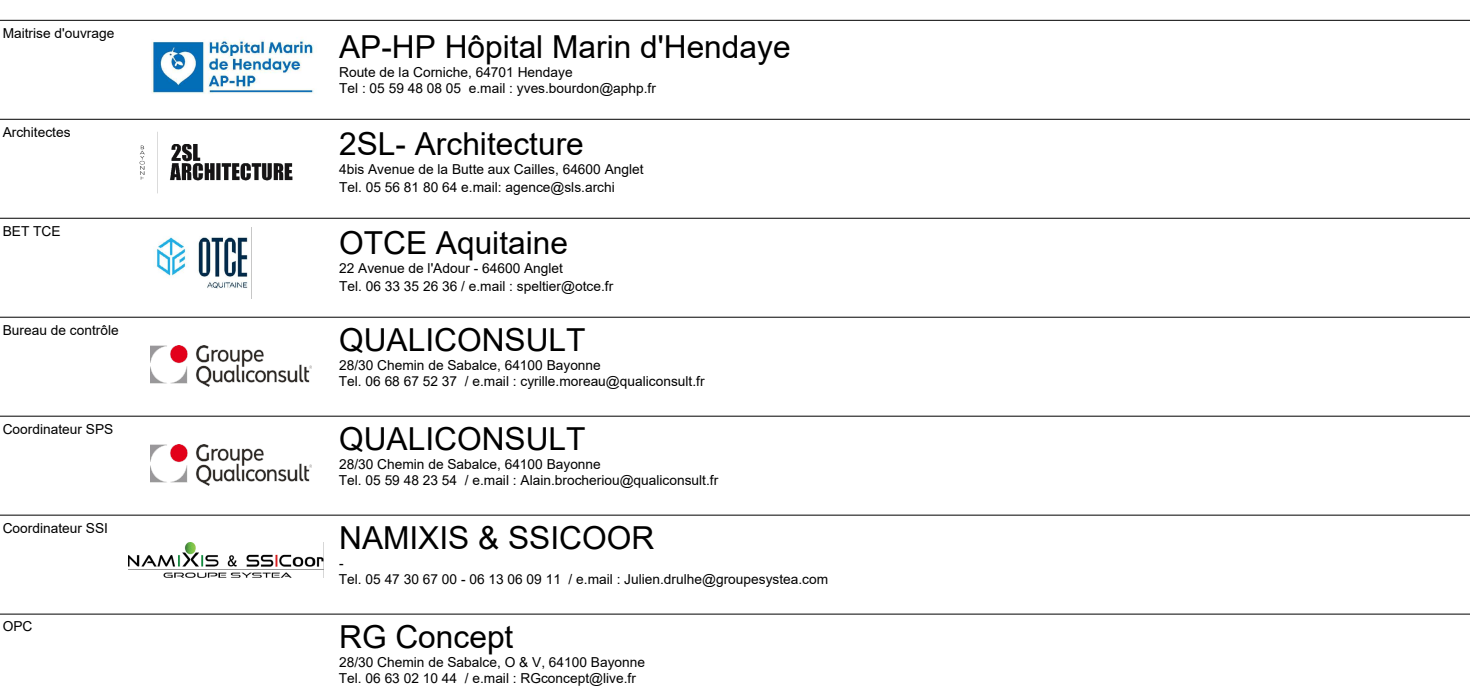 Maitrise d'ouvrage
Hôpital Marin
de Hendaye
AP-HP
AP-HP Hôpital Marin d'Hendaye
Route de la Corniche, 64701 Hendaye
Tel : 05 59 48 08 05 e.mail : yves.bourdon@aphp.fr
Architectes
BAYONNE
2SL
ARCHITECTURE
2SL- Architecture
4bis Avenue de la Butte aux Cailles, 64600 Anglet
Tel. 05 56 81 80 64 e.mail: agence@sls.archi
BET TCE
OTCE
AQUITAINE
OTCE Aquitaine
22 Avenue de l'Adour - 64600 Anglet
Tel. 06 33 35 26 36 / e.mail : speltier@otce.fr
Bureau de contrôle
Groupe
Qualiconsult
QUALICONSULT
28/30 Chemin de Sabalce, 64100 Bayonne
Tel. 06 68 67 52 37 / e.mail : cyrille.moreau@qualiconsult.fr
Coordinateur SPS
Groupe
Qualiconsult
QUALICONSULT
28/30 Chemin de Sabalce, 64100 Bayonne
Tel. 05 59 48 23 54 / e.mail : Alain.brocheriou@qualiconsult.fr
Coordinateur SSI
NAMIXIS & SSICoor
GROUPE SYSTEA
NAMIXIS & SSICOOR
-
Tel. 05 47 30 67 00 - 06 13 06 09 11 / e.mail : Julien.drulhe@groupesystea.com
OPC
RG Concept
28/30 Chemin de Sabalce, O & V, 64100 Bayonne
Tel. 06 63 02 10 44 / e.mail : RGconcept@live.fr